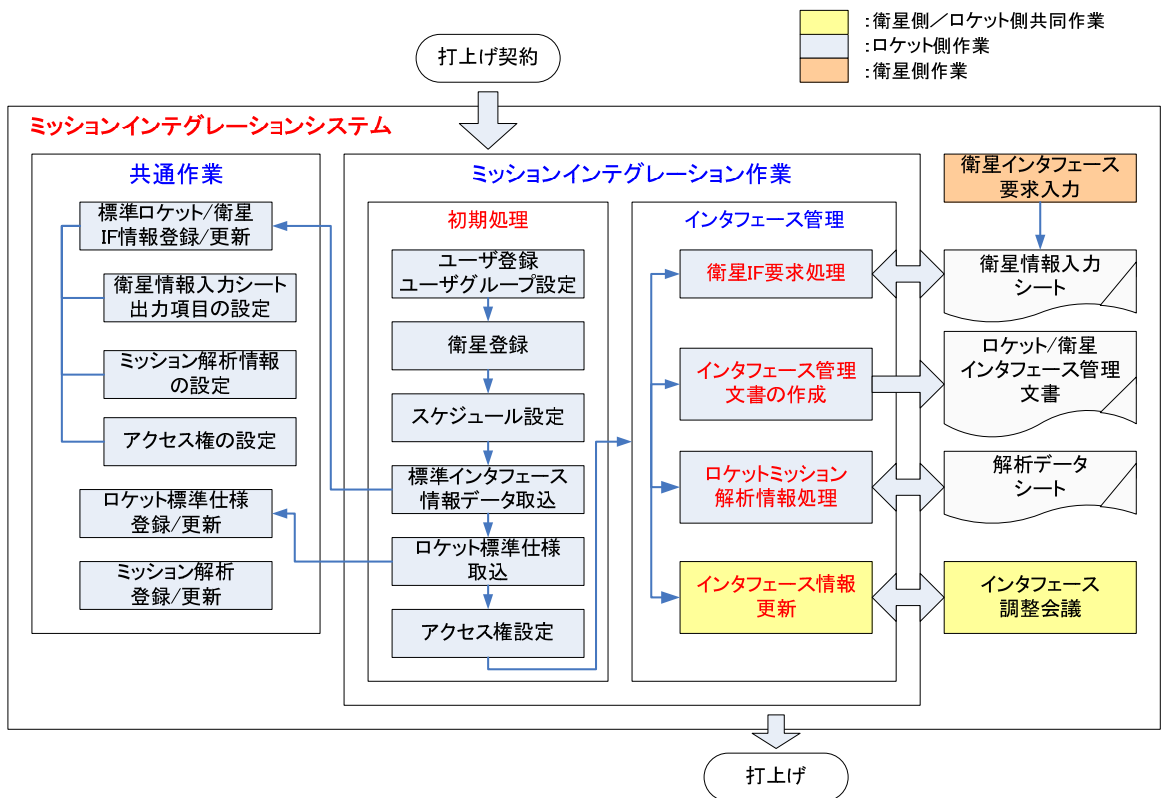 ：衛星側／ロケット側共同作業
：ロケット側作業
：衛星側作業
打上げ契約
ミッションインテグレーションシステム
共通作業
標準ロケット/衛星
IF情報登録/更新
衛星情報入力シート
出力項目の設定
ミッション解析情報
の設定
アクセス権の設定
ロケット標準仕様
登録/更新
ミッション解析
登録/更新
ミッションインテグレーション作業
初期処理
ユーザ登録
ユーザグループ設定
衛星登録
スケジュール設定
標準インタフェース
情報データ取込
ロケット標準仕様
取込
アクセス権設定
インタフェース管理
衛星IF要求処理
インタフェース管理
文書の作成
ロケットミッション
解析情報処理
インタフェース情報
更新
衛星インタフェース
要求入力
衛星情報入力
シート
ロケット/衛星
インタフェース管理
文書
解析データ
シート
インタフェース
調整会議
打上げ